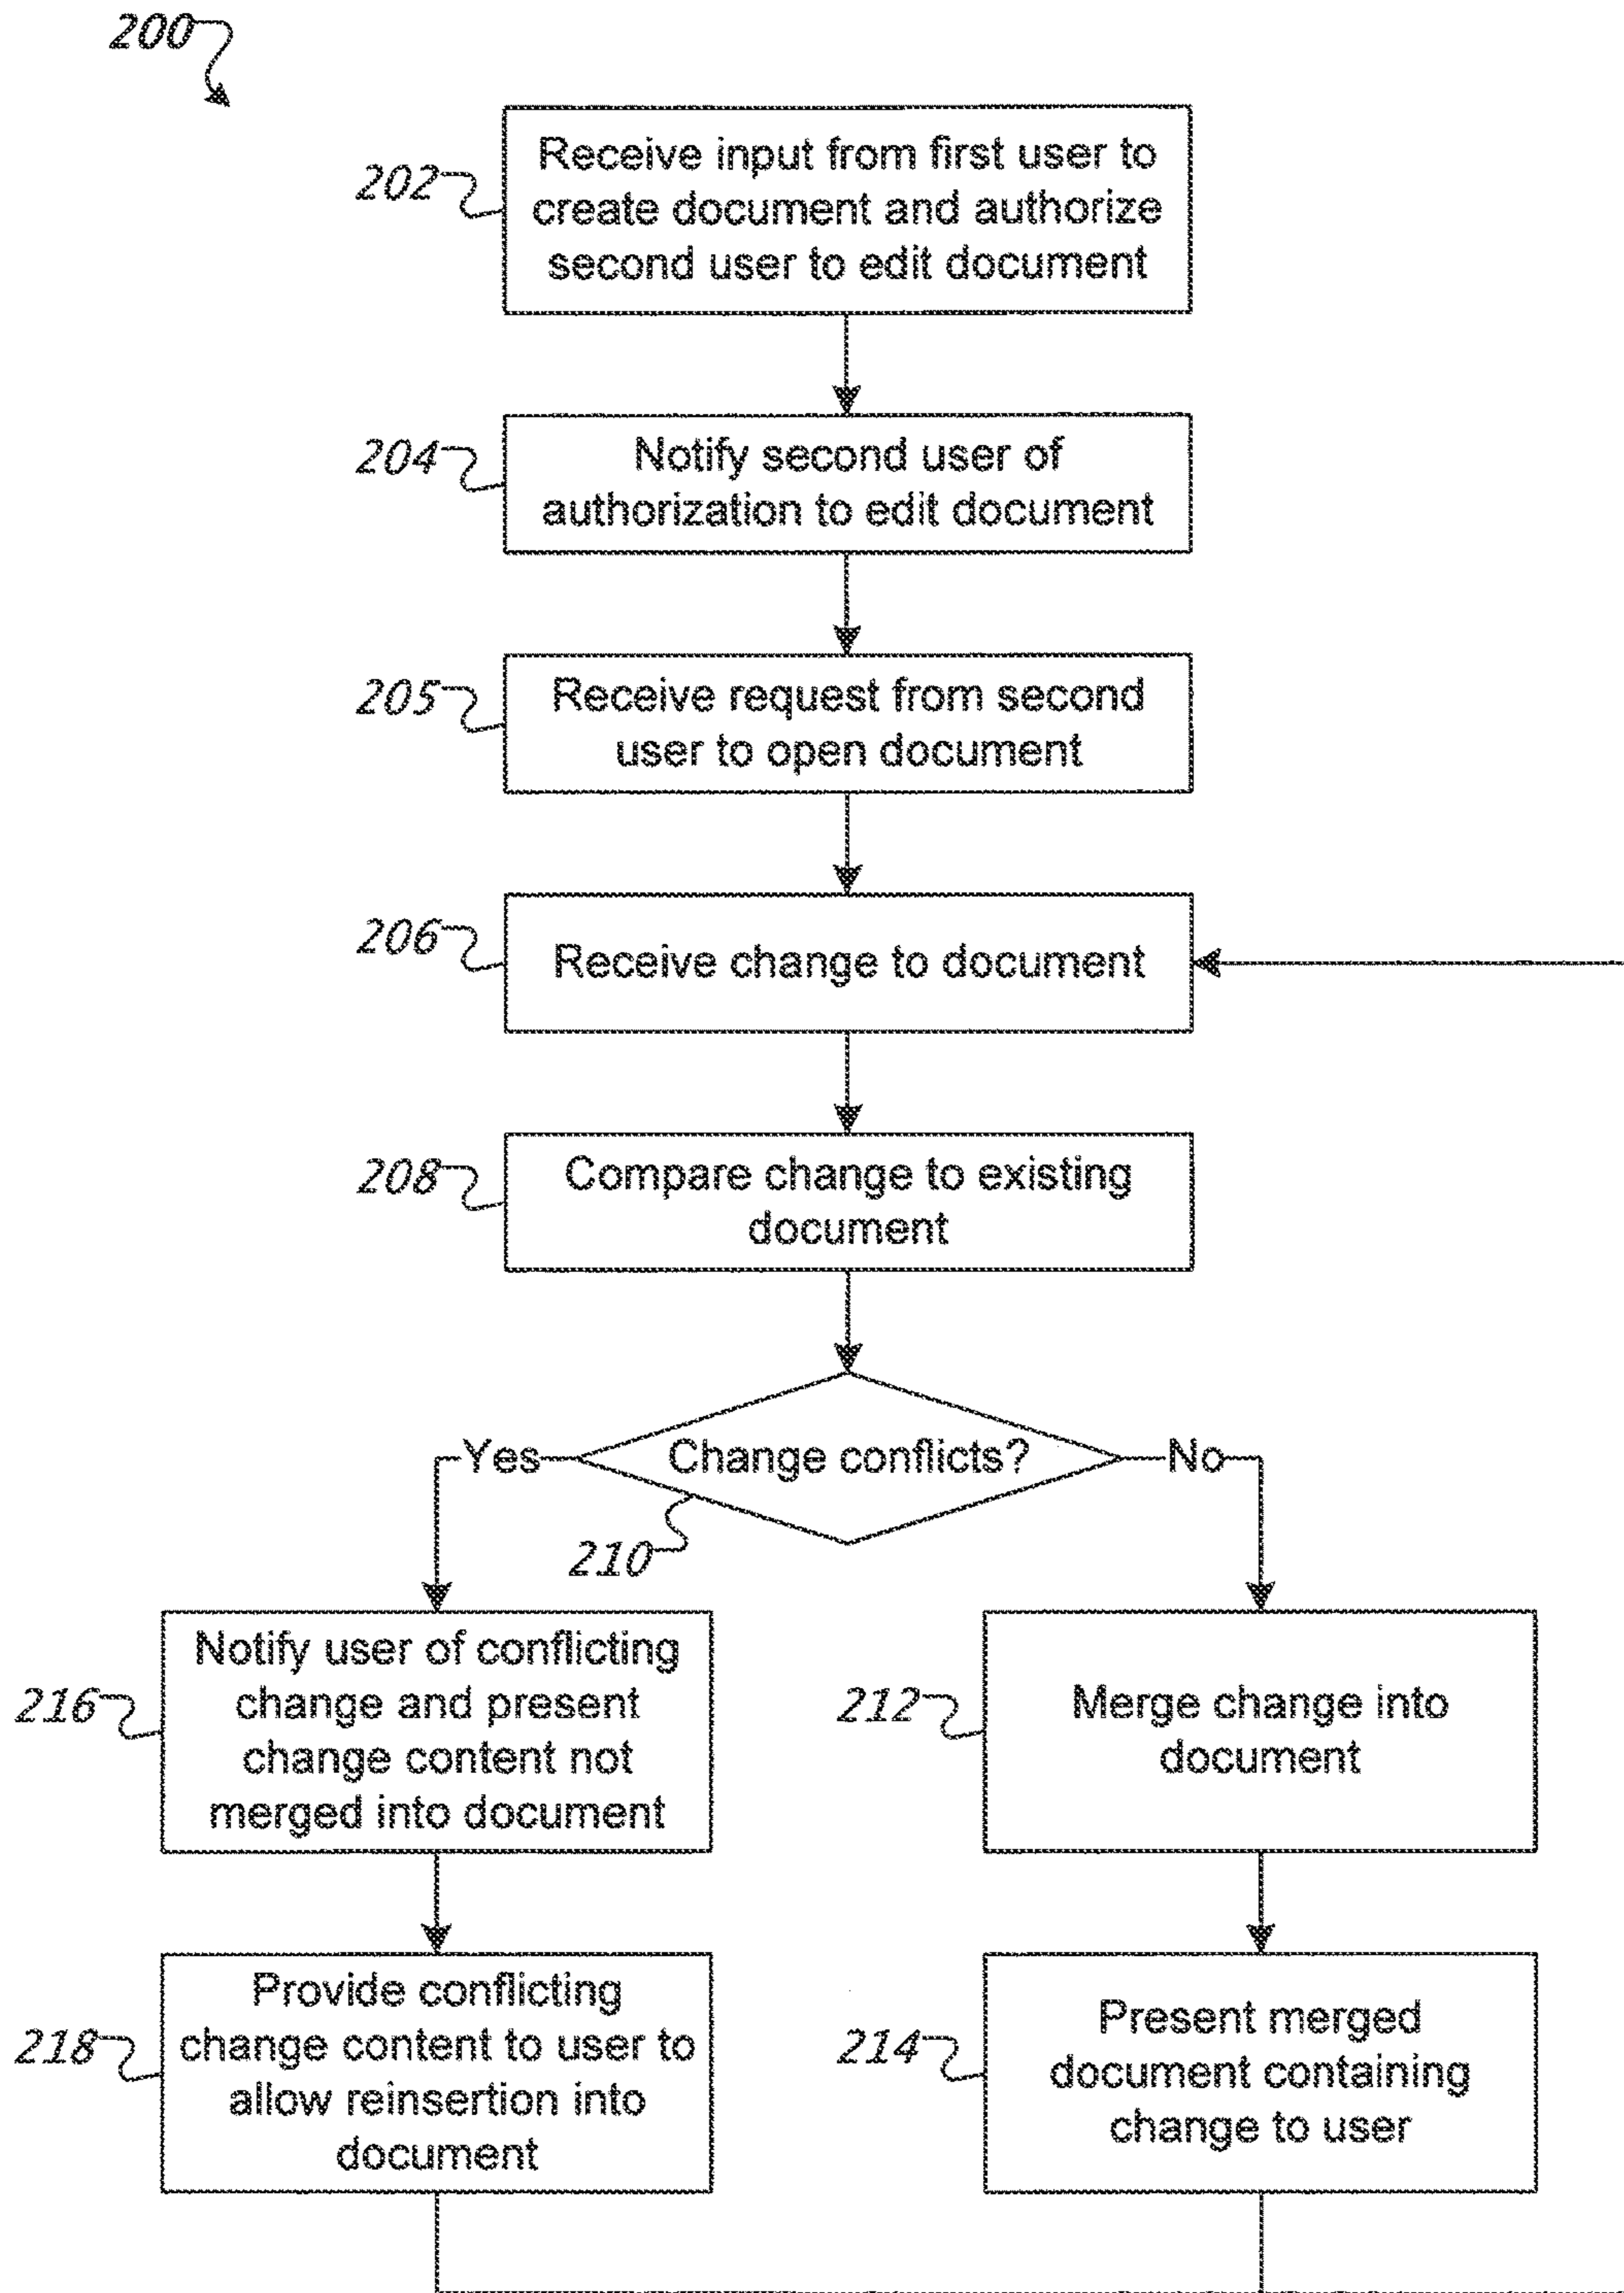 200
202
Receive input from first user to
create document and authorize
second user to edit document
204
Notify second user of
authorization to edit document
205
Receive request from second
user to open document
206
Receive change to document
208
Compare change to existing
document
Yes
Change conflicts?
No
210
216
Notify user of conflicting
change and present
change content not
merged into document
212
Merge change into
document
218
Provide conflicting
change content to user to
allow reinsertion into
document
214
Present merged
document containing
change to user